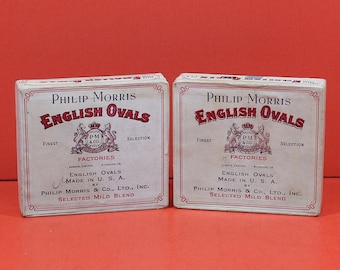 PHILIP MORRIS
ENGLISH OVALS
FINEST SELECTION
P M
& CO
FACTORIES
ENGLISH OVALS
MADE IN U. S. A.
BY
PHILIP MORRIS & CO., LTD., INC.
SELECTED MILD BLEND
PHILIP MORRIS
ENGLISH OVALS
FINEST SELECTION
P M
& CO
FACTORIES
ENGLISH OVALS
MADE IN U. S. A.
BY
PHILIP MORRIS & CO., LTD., INC.
SELECTED MILD BLEND